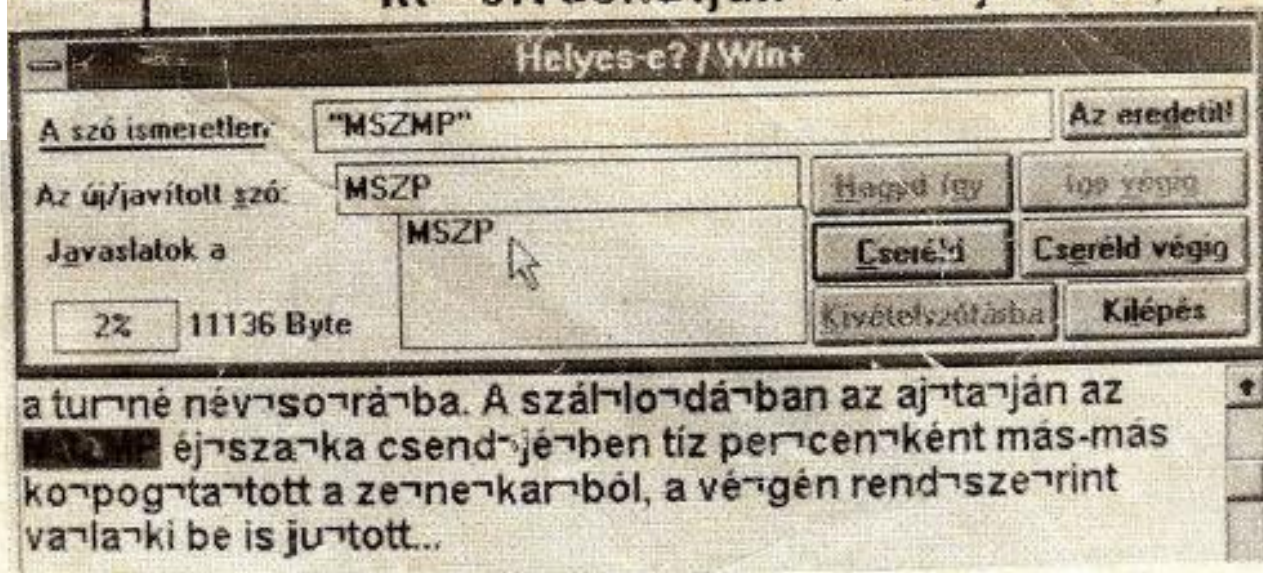 Helyes-e? / Win+
A szó ismeretlen: "MSZMP" Az eredetit!
Az új/javított szó: MSZP Hagyd így Így végig
Javaslatok a MSZP Cseréld Cseréld végig
2% 11136 Byte Kivételszótárba Kilépés
a tur¬né név¬so¬rá¬ba. A szál¬lo¬dá¬ban az aj¬ta¬ján az
MSZMP éj¬sza¬ka csend¬jé¬ben tíz per¬cen¬ként más-más
ko¬pog¬ta¬tott a ze¬ne¬kar¬ból, a vé¬gén rend¬sze¬rint
va¬la¬ki be is ju¬tott...